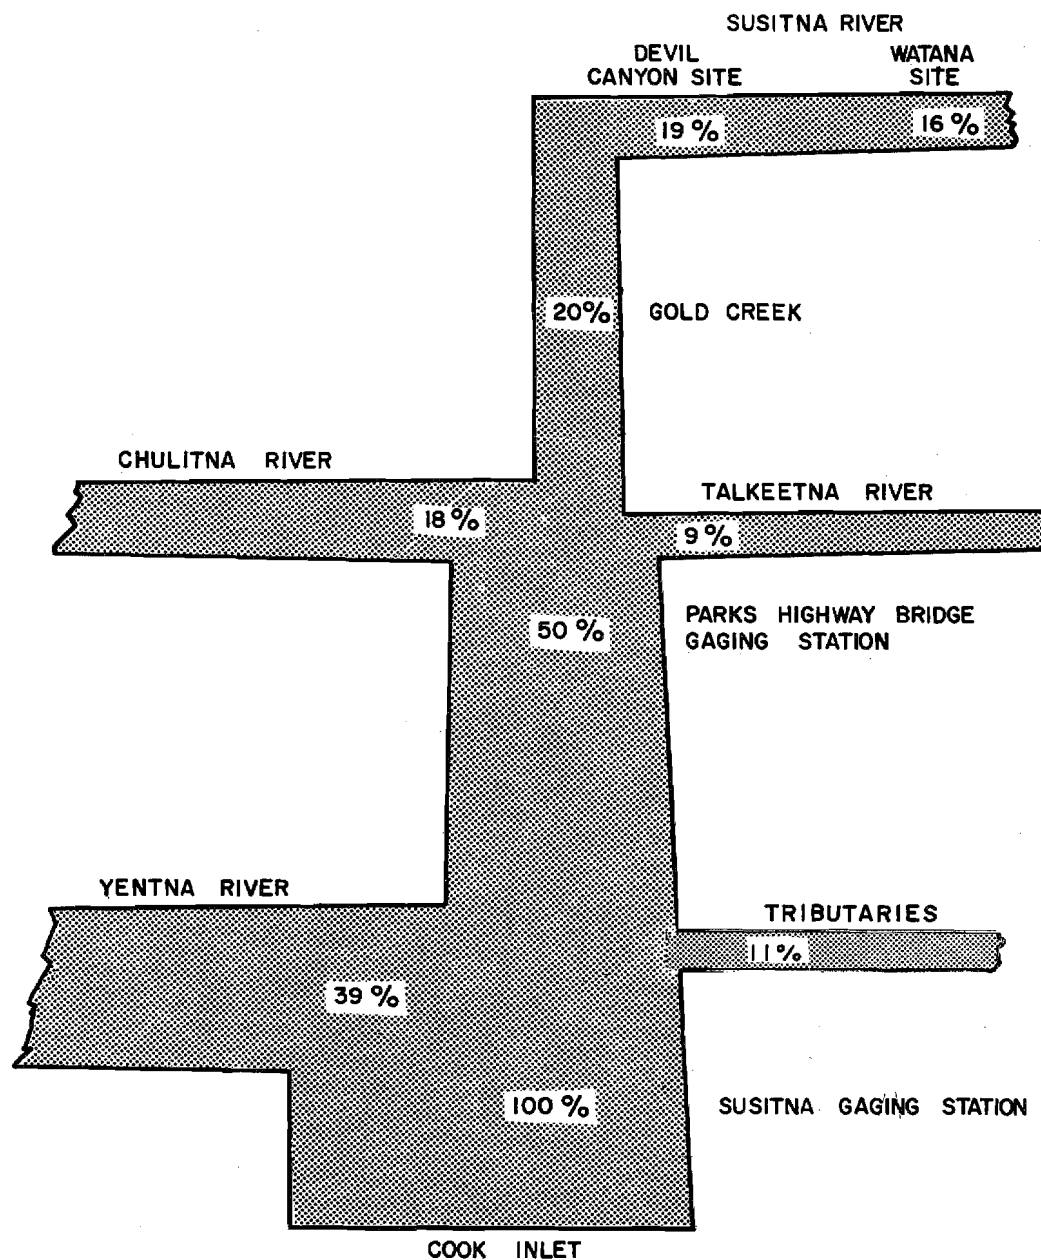 SUSITNA RIVER
DEVIL
CANYON SITE
WATANA
SITE
19%
16%
20%
GOLD CREEK
CHULITNA RIVER
TALKEETNA RIVER
18%
9%
50%
PARKS HIGHWAY BRIDGE
GAGING STATION
YENTNA RIVER
TRIBUTARIES
11%
39%
100%
SUSITNA GAGING STATION
COOK INLET